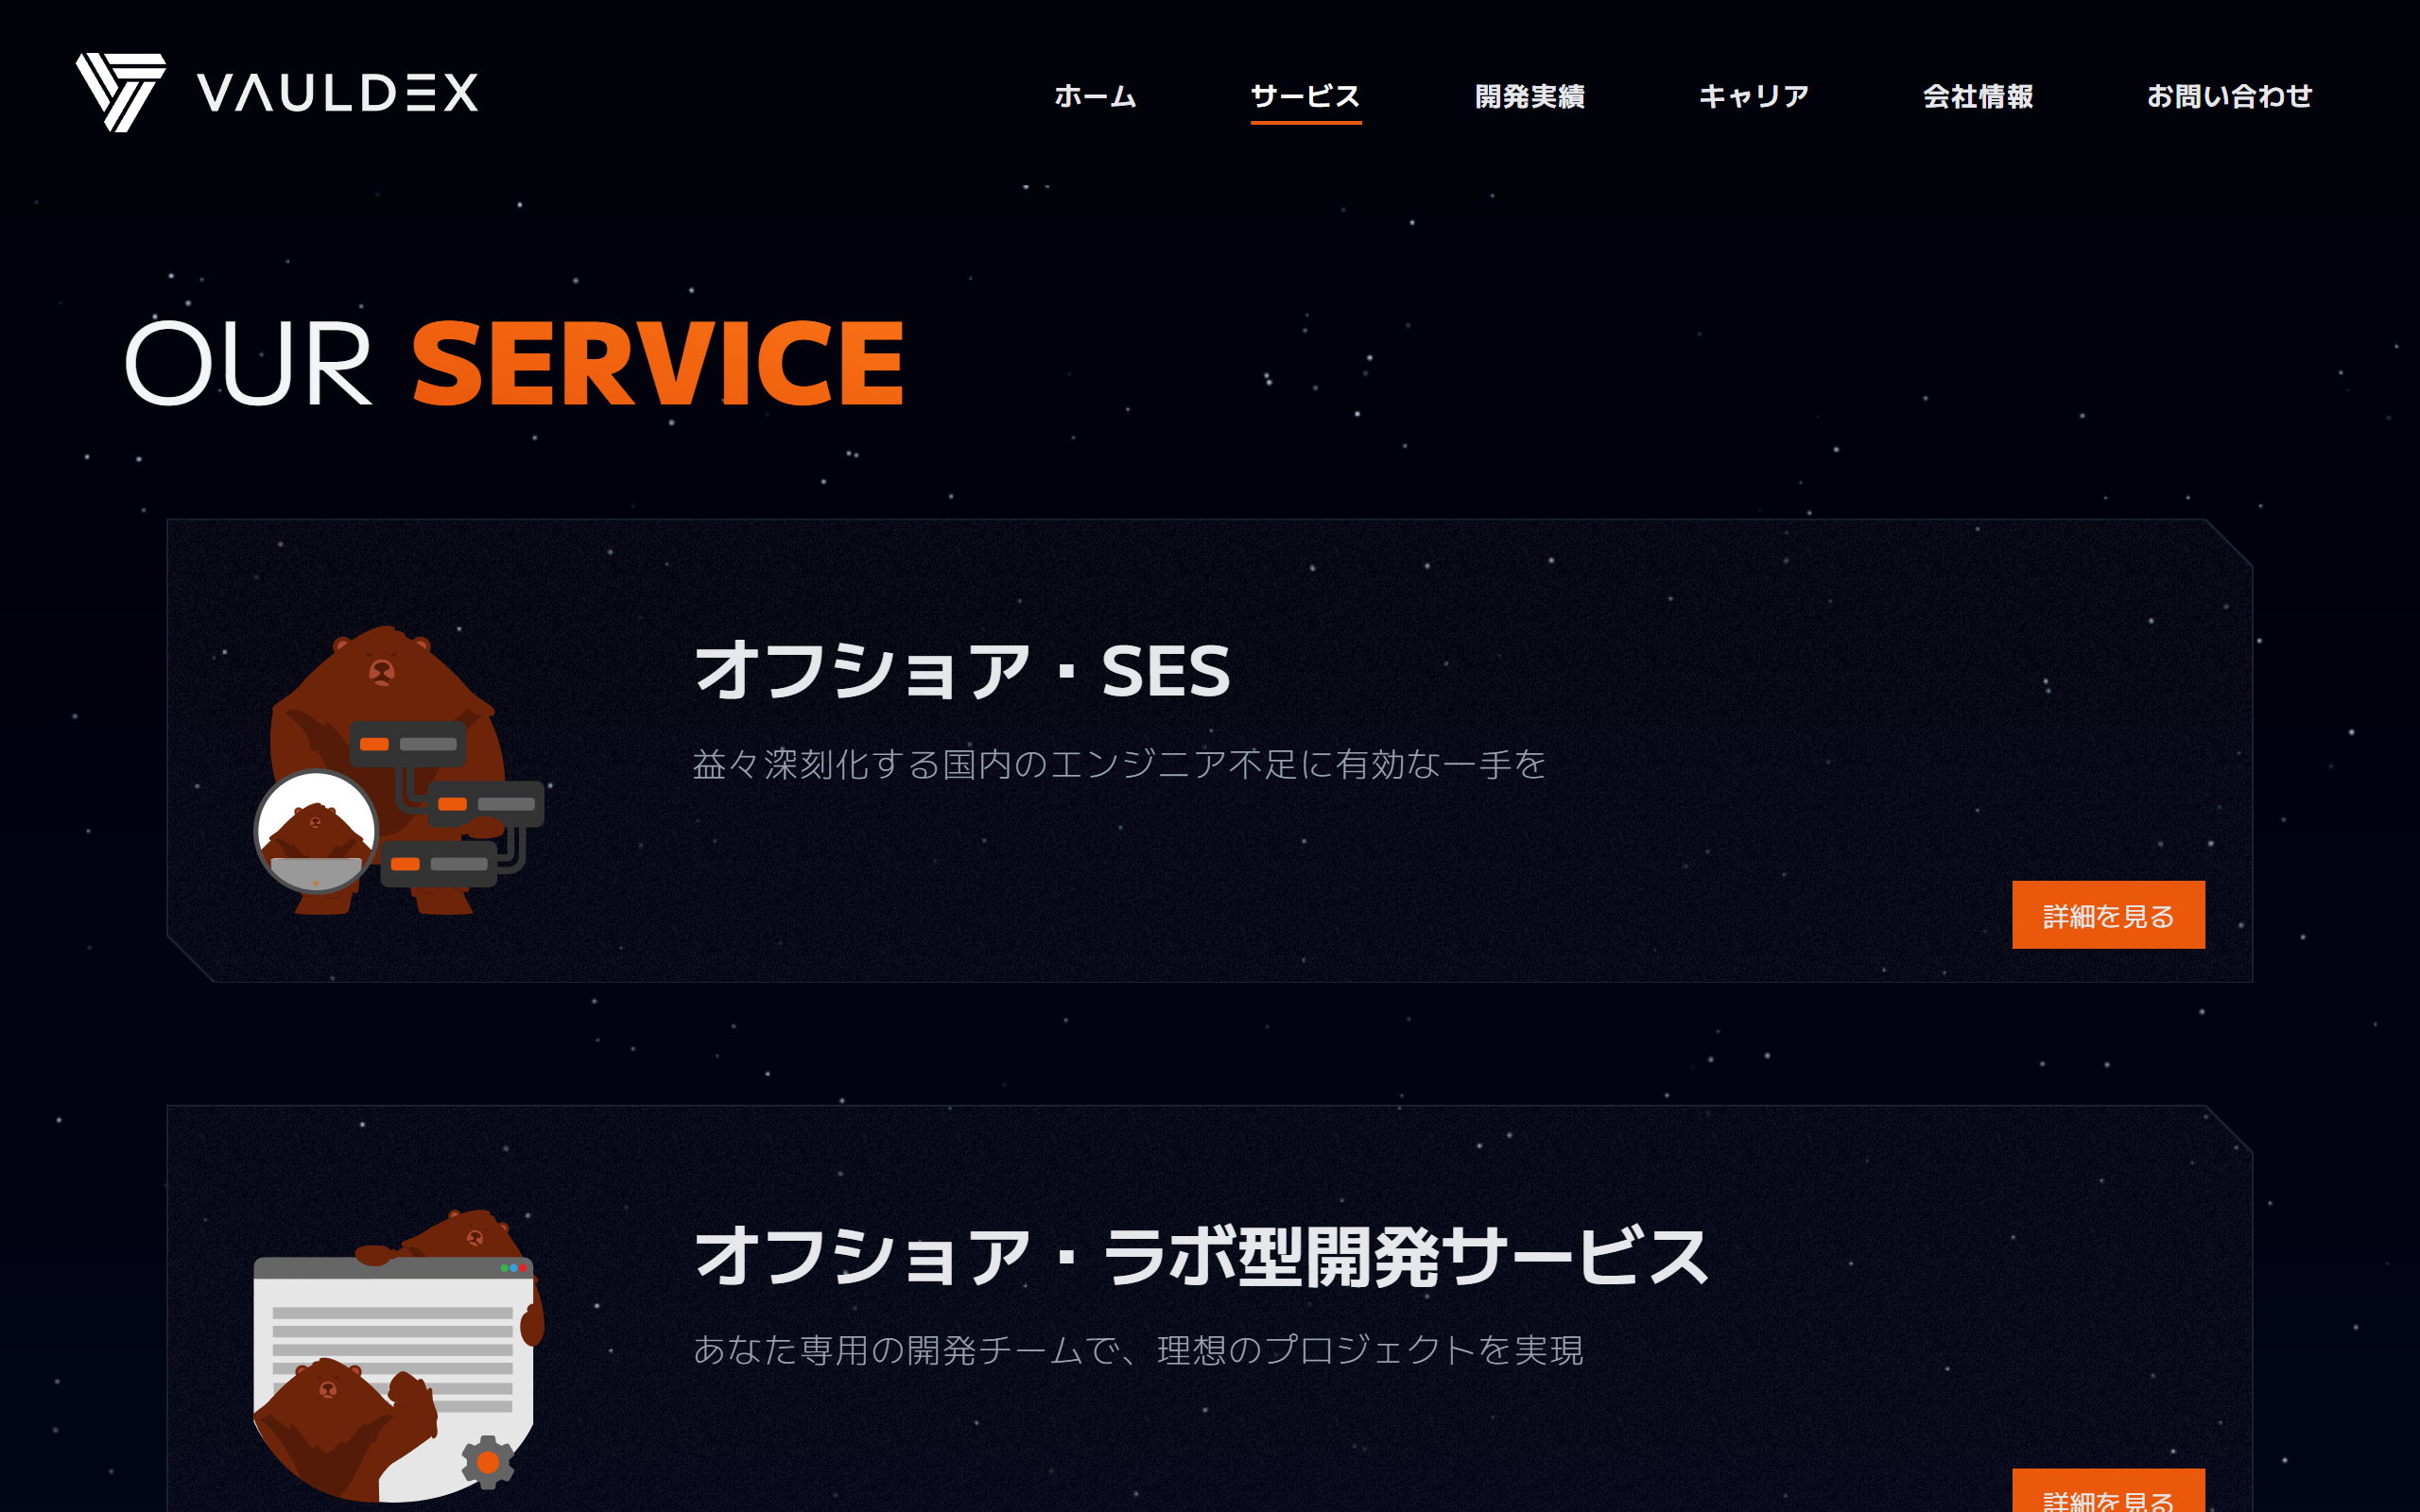 VAULDEX
ホーム サービス 開発実績 キャリア 会社情報 お問い合わせ
OUR SERVICE
オフショア・SES
益々深刻化する国内のエンジニア不足に有効な一手を
詳細を見る
オフショア・ラボ型開発サービス
あなた専用の開発チームで、理想のプロジェクトを実現
詳細を見る